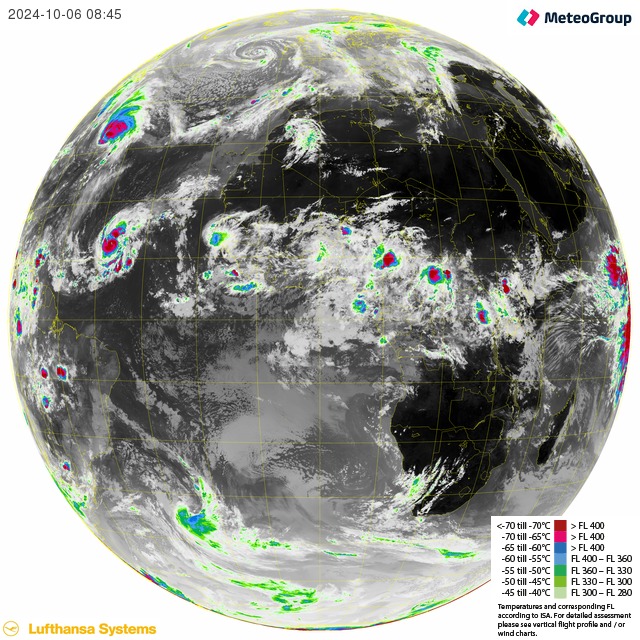 2024-10-06 08:45
MeteoGroup
<-70 till -70°C > FL 400
-70 till -65°C > FL 400
-65 till -60°C > FL 400
-60 till -55°C FL 400 – FL 360
-55 till -50°C FL 360 – FL 330
-50 till -45°C FL 330 – FL 300
-45 till -40°C FL 300 – FL 280
Temperatures and corresponding FL
according to ISA. For detailed assessment
please see vertical flight profile and / or
wind charts.
Lufthansa Systems